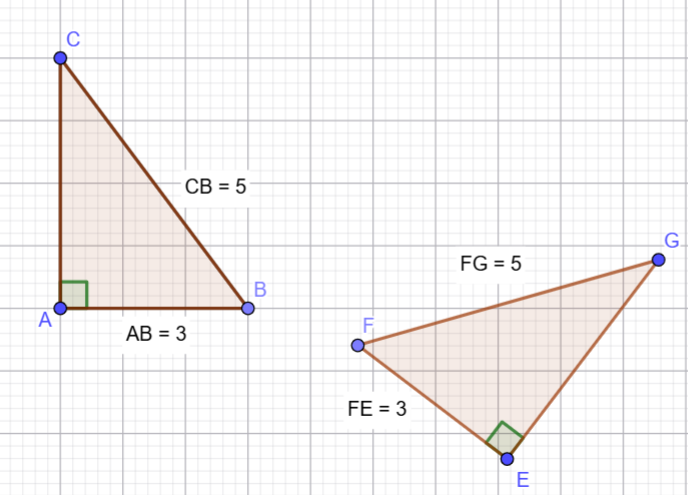 C
CB = 5
G
FG = 5
B
A
F
AB = 3
FE = 3
E